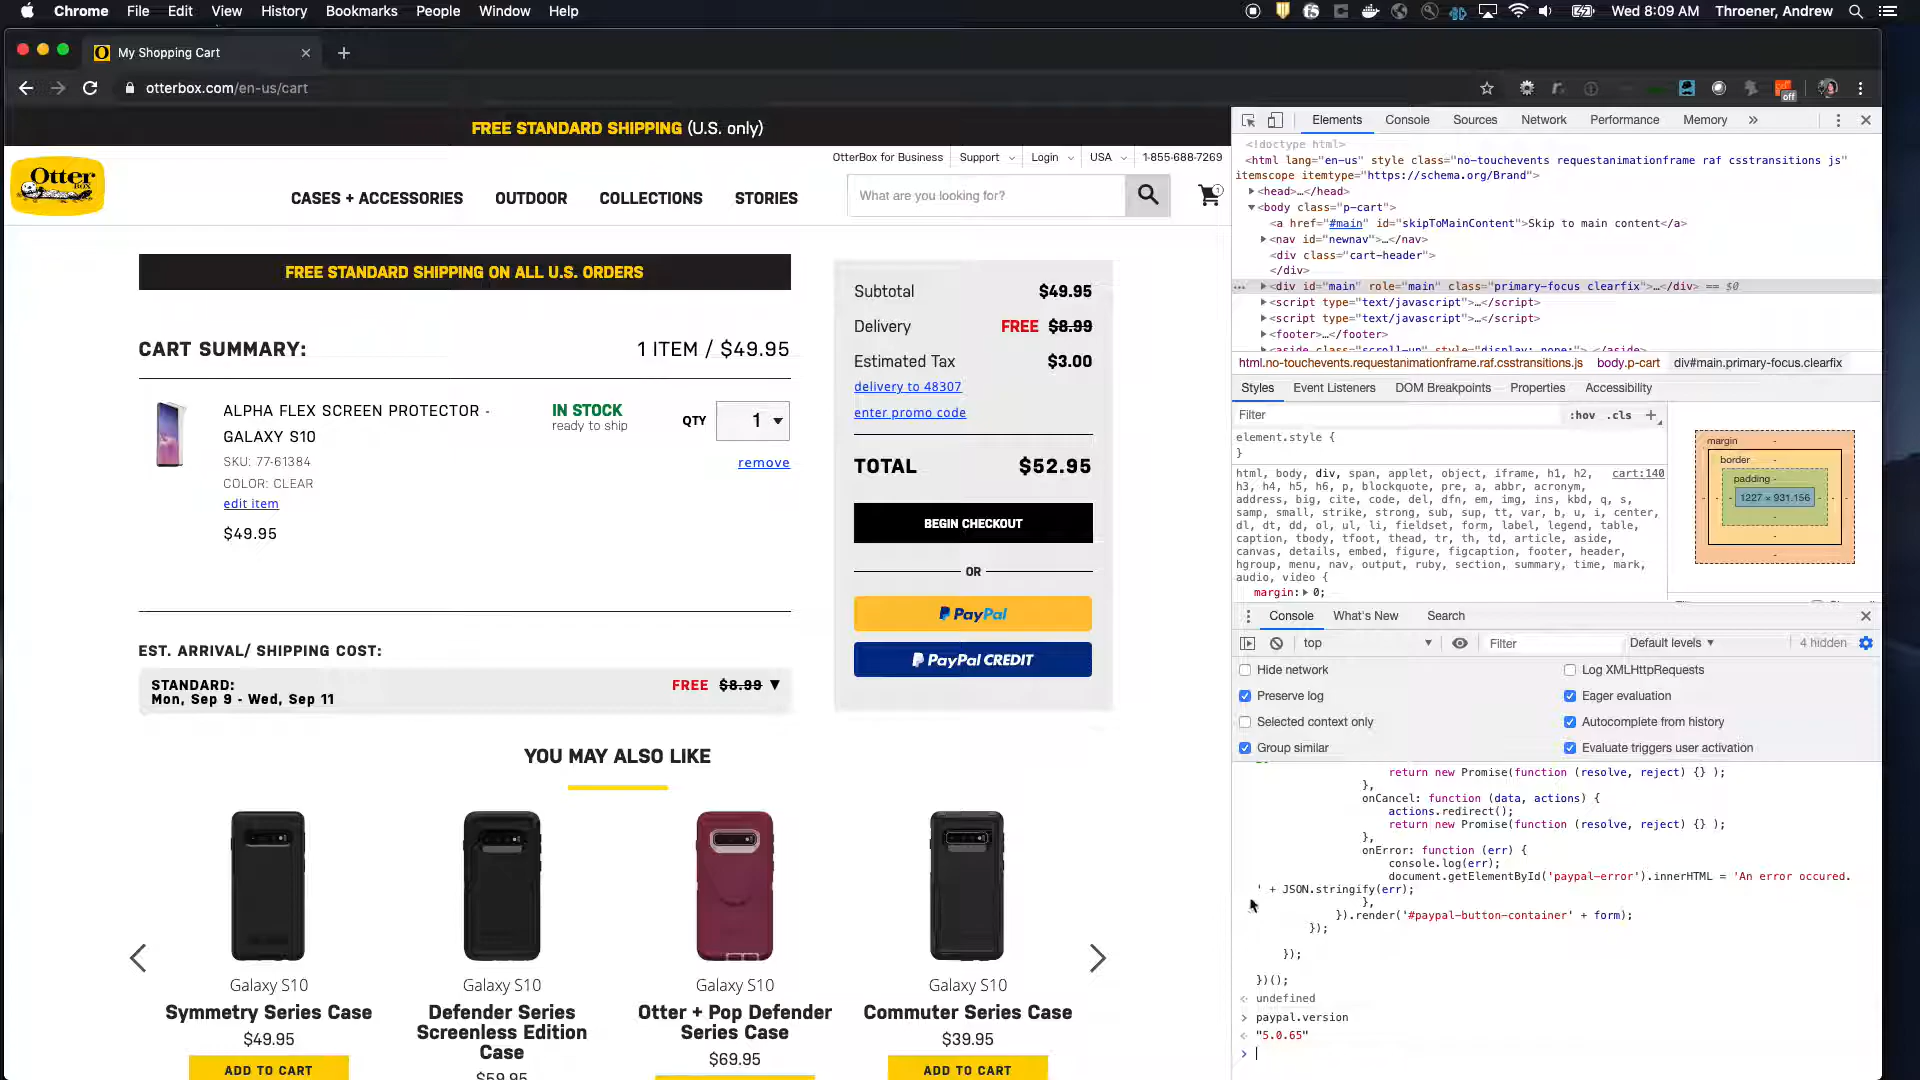 Chrome File Edit View History Bookmarks People Window Help
Wed 8:09 AM Throener, Andrew
My Shopping Cart
otterbox.com/en-us/cart
off
FREE STANDARD SHIPPING (U.S. only)
OtterBox for Business Support Login USA 1-855-688-7269
Otter
BOX
CASES + ACCESSORIES OUTDOOR COLLECTIONS STORIES
What are you looking for?
1
FREE STANDARD SHIPPING ON ALL U.S. ORDERS
CART SUMMARY: 1 ITEM / $49.95
ALPHA FLEX SCREEN PROTECTOR -
GALAXY S10
SKU: 77-61384
COLOR: CLEAR
edit item
$49.95
IN STOCK
ready to ship
QTY 1
remove
Subtotal $49.95
Delivery FREE $8.99
Estimated Tax $3.00
delivery to 48307
enter promo code
TOTAL $52.95
BEGIN CHECKOUT
OR
PayPal
PayPal CREDIT
EST. ARRIVAL/ SHIPPING COST:
STANDARD: FREE $8.99 ▼
Mon, Sep 9 - Wed, Sep 11
YOU MAY ALSO LIKE
Galaxy S10
Symmetry Series Case
$49.95
ADD TO CART
Galaxy S10
Defender Series
Screenless Edition
Case
$59.95
Galaxy S10
Otter + Pop Defender
Series Case
$69.95
Galaxy S10
Commuter Series Case
$39.95
ADD TO CART
Elements Console Sources Network Performance Memory »
<!doctype html>
<html lang="en-us" style class="no-touchevents requestanimationframe raf csstransitions js"
itemscope itemtype="https://schema.org/Brand">
<head>…</head>
<body class="p-cart">
<a href="#main" id="skipToMainContent">Skip to main content</a>
<nav id="newnav">…</nav>
<div class="cart-header">
</div>
<div id="main" role="main" class="primary-focus clearfix">…</div> == $0
<script type="text/javascript">…</script>
<script type="text/javascript">…</script>
<footer>…</footer>
<aside class="scroll-up" style="display: none;">…</aside>
html.no-touchevents.requestanimationframe.raf.csstransitions.js body.p-cart div#main.primary-focus.clearfix
Styles Event Listeners DOM Breakpoints Properties Accessibility
Filter :hov .cls +
element.style {
}
html, body, div, span, applet, object, iframe, h1, h2, cart:140
h3, h4, h5, h6, p, blockquote, pre, a, abbr, acronym,
address, big, cite, code, del, dfn, em, img, ins, kbd, q, s,
samp, small, strike, strong, sub, sup, tt, var, b, u, i, center,
dl, dt, dd, ol, ul, li, fieldset, form, label, legend, table,
caption, tbody, tfoot, thead, tr, th, td, article, aside,
canvas, details, embed, figure, figcaption, footer, header,
hgroup, menu, nav, output, ruby, section, summary, time, mark,
audio, video {
margin: 0;
margin -
border -
padding -
1227 × 931.156
Console What's New Search
top Filter Default levels ▼ 4 hidden
Hide network Log XMLHttpRequests
Preserve log Eager evaluation
Selected context only Autocomplete from history
Group similar Evaluate triggers user activation
return new Promise(function (resolve, reject) {} );
},
onCancel: function (data, actions) {
actions.redirect();
return new Promise(function (resolve, reject) {} );
},
onError: function (err) {
console.log(err);
document.getElementById('paypal-error').innerHTML = 'An error occured.
' + JSON.stringify(err);
},
}).render('#paypal-button-container' + form);
});
});
})();
undefined
paypal.version
"5.0.65"